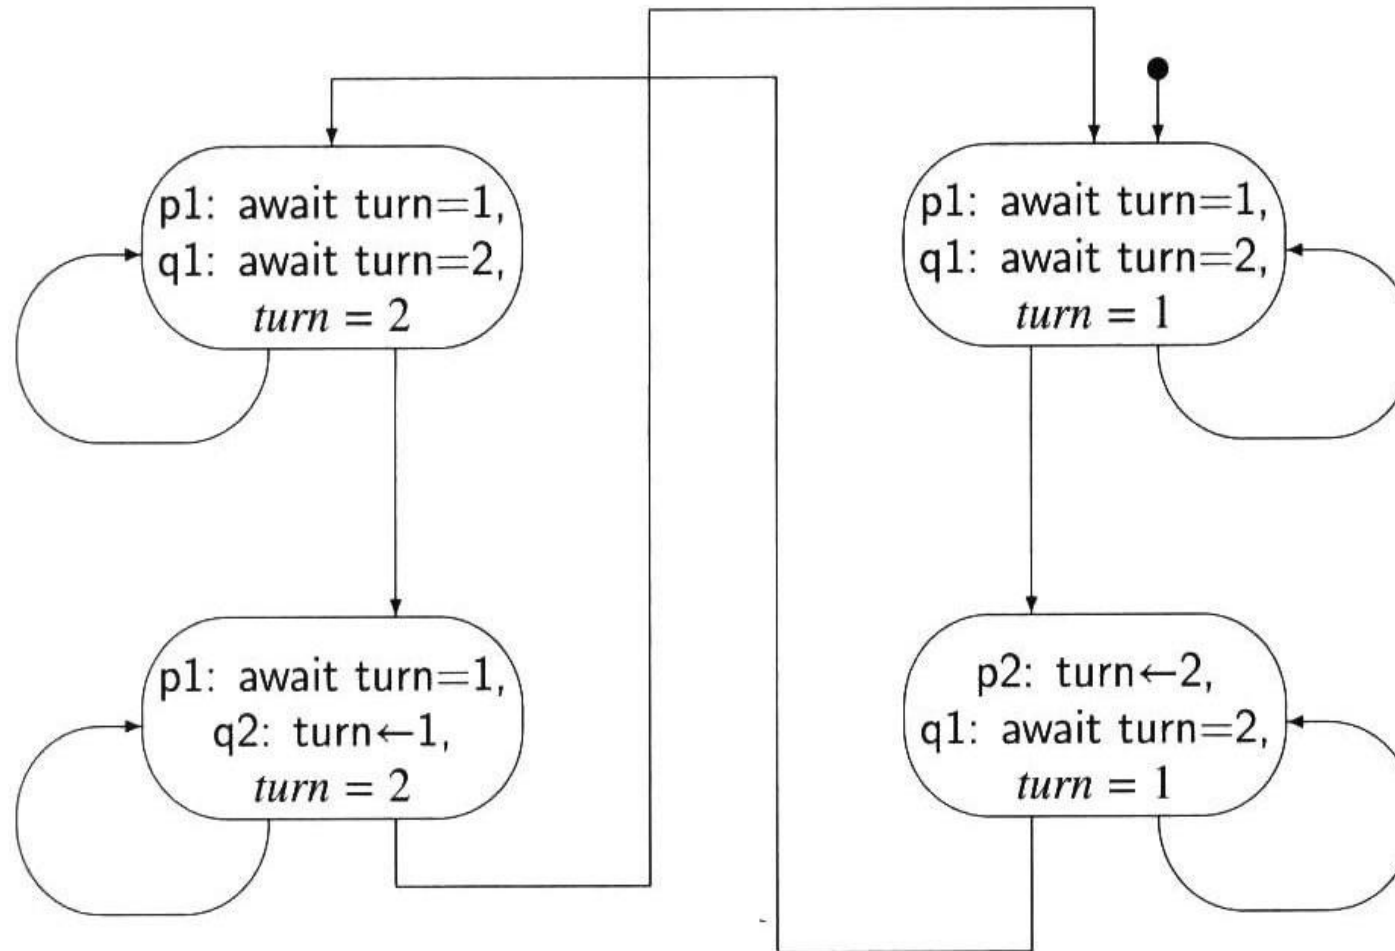 p1: await turn=1,
q1: await turn=2,
turn = 2
p1: await turn=1,
q1: await turn=2,
turn = 1
p1: await turn=1,
q2: turn←1,
turn = 2
p2: turn←2,
q1: await turn=2,
turn = 1